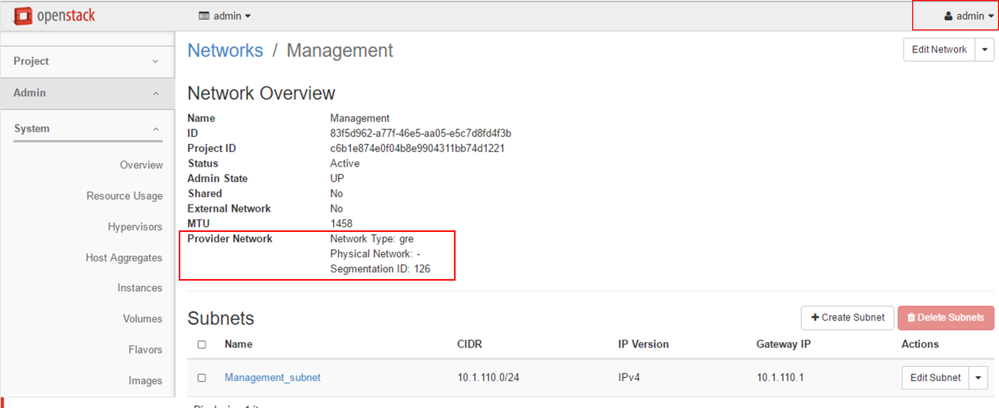 openstack
admin
admin
Project
Admin
System
Overview
Resource Usage
Hypervisors
Host Aggregates
Instances
Volumes
Flavors
Images
Networks / Management
Edit Network
Network Overview
Name Management
ID 83f5d962-a77f-46e5-aa05-e5c7d8fd4f3b
Project ID c6b1e874e0f04b8e9904311bb74d1221
Status Active
Admin State UP
Shared No
External Network No
MTU 1458
Provider Network Network Type: gre
Physical Network: -
Segmentation ID: 126
Subnets
Create Subnet Delete Subnets
Name CIDR IP Version Gateway IP Actions
Management_subnet 10.1.110.0/24 IPv4 10.1.110.1 Edit Subnet